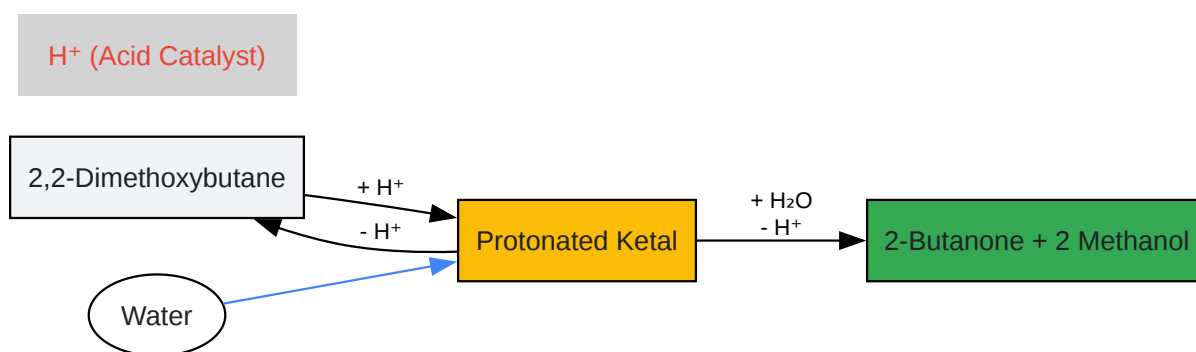 H⁺ (Acid Catalyst)
2,2-Dimethoxybutane
+ H⁺
- H⁺
Water
Protonated Ketal
+ H₂O
- H⁺
2-Butanone + 2 Methanol